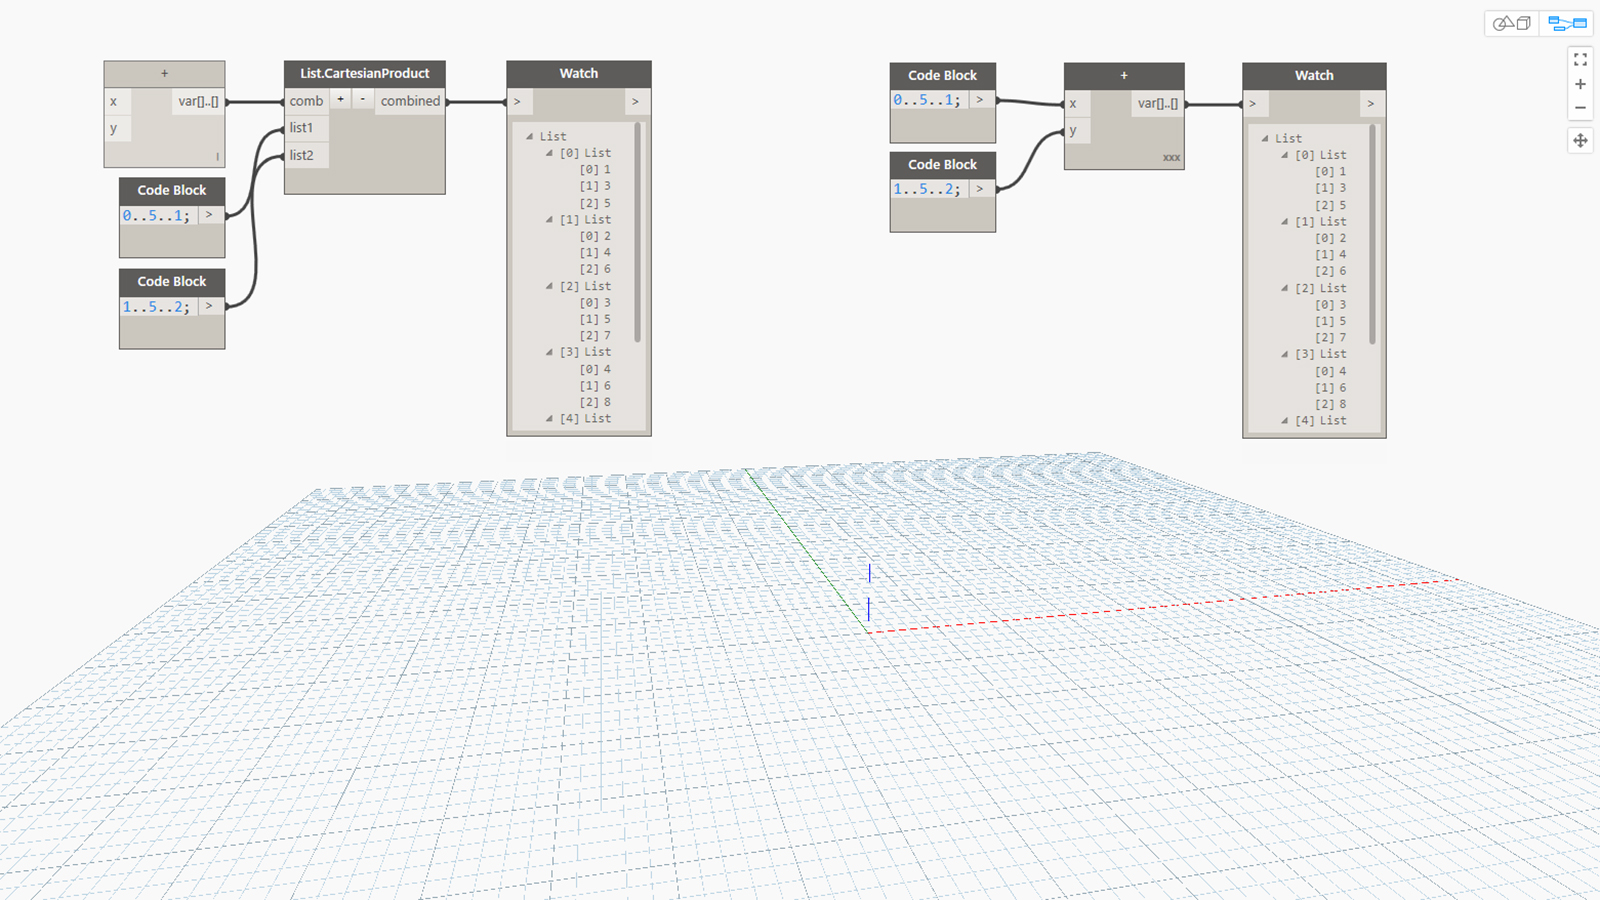 +
x var[]..[]
y
|
Code Block
0..5..1; >
Code Block
1..5..2; >
List.CartesianProduct
comb + - combined
list1
list2
Watch
> >
List
[0] List
[0] 1
[1] 3
[2] 5
[1] List
[0] 2
[1] 4
[2] 6
[2] List
[0] 3
[1] 5
[2] 7
[3] List
[0] 4
[1] 6
[2] 8
[4] List
Code Block
0..5..1; >
Code Block
1..5..2; >
+
x var[]..[]
y
xxx
Watch
> >
List
[0] List
[0] 1
[1] 3
[2] 5
[1] List
[0] 2
[1] 4
[2] 6
[2] List
[0] 3
[1] 5
[2] 7
[3] List
[0] 4
[1] 6
[2] 8
[4] List